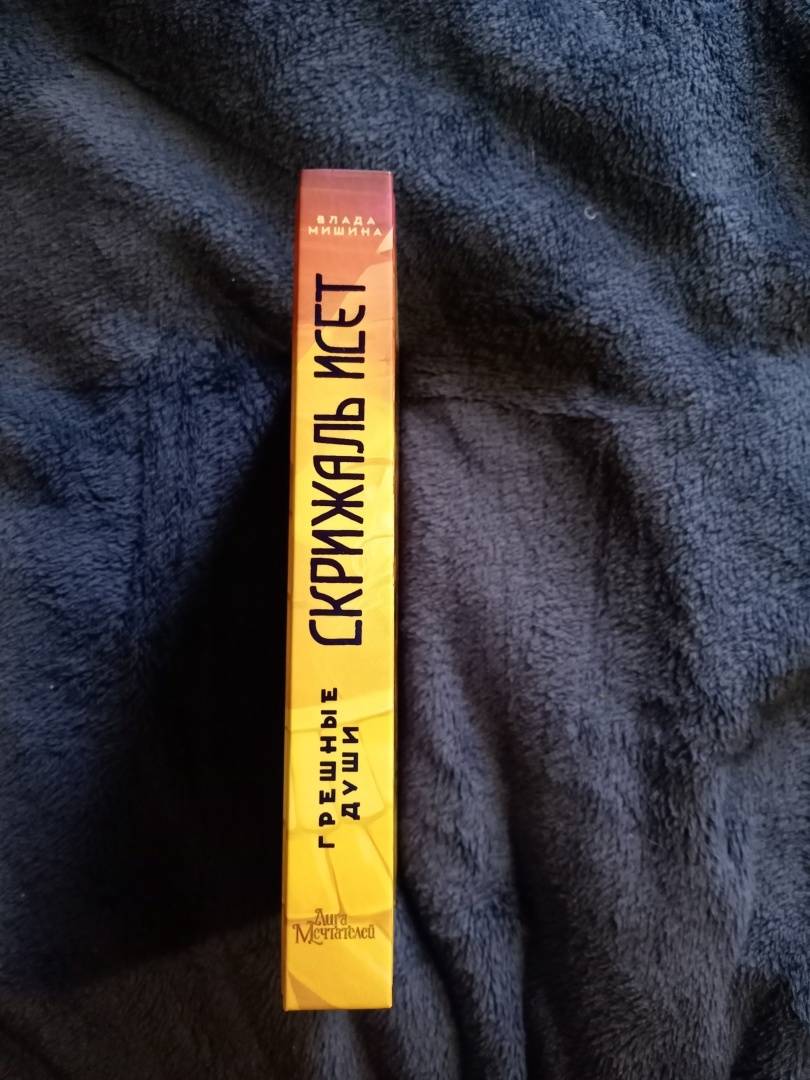 ВЛАДА
МИШИНА
СКРИЖАЛЬ ИСЕТ
ГРЕШНЫЕ
ДУШИ
Лига
Мечтателей